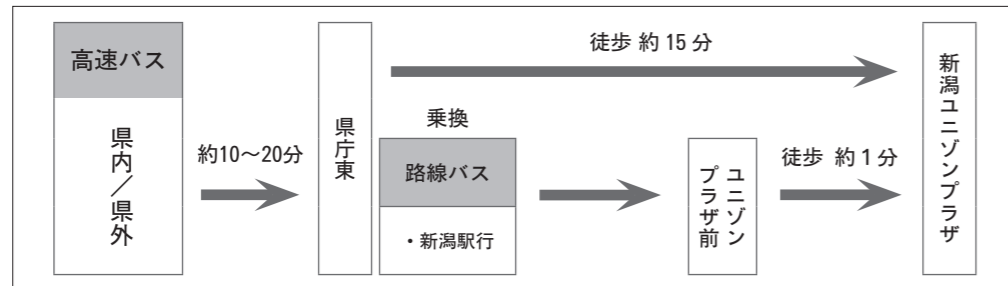 高速バス
県内／県外
約10～20分
県庁東
徒歩 約 15 分
乗換
路線バス
・新潟駅行
ユニゾン
プラザ前
徒歩 約 1 分
新潟ユニゾンプラザ